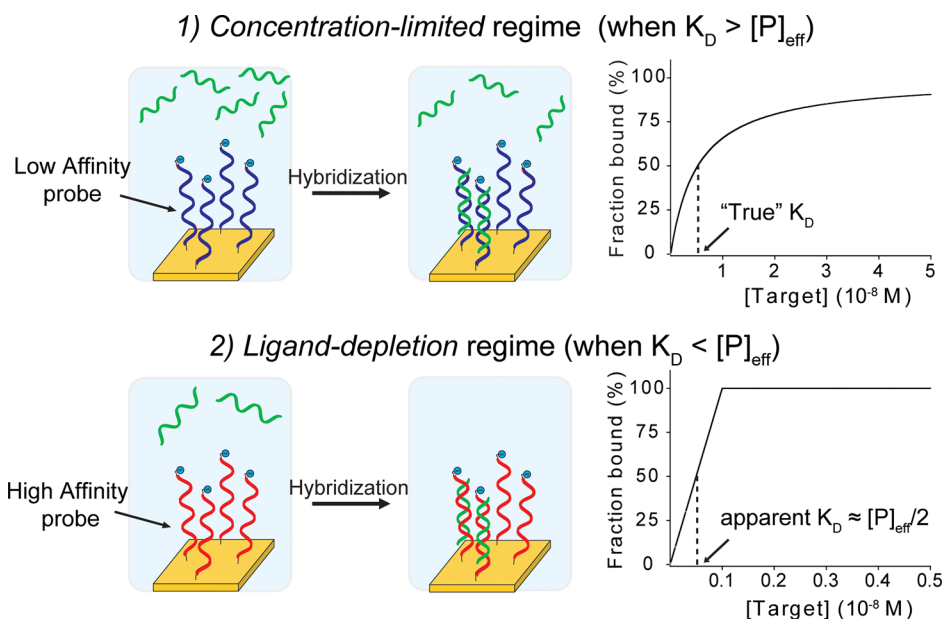 1) Concentration-limited regime (when K_D > [P]_eff)
Low Affinity
probe
Hybridization
Fraction bound (%)
100
75
50
25
0
"True" K_D
1
2
3
4
5
[Target] (10⁻⁸ M)
2) Ligand-depletion regime (when K_D < [P]_eff)
High Affinity
probe
Hybridization
Fraction bound (%)
100
75
50
25
0
apparent K_D ≈ [P]_eff/2
0.1
0.2
0.3
0.4
0.5
[Target] (10⁻⁸ M)